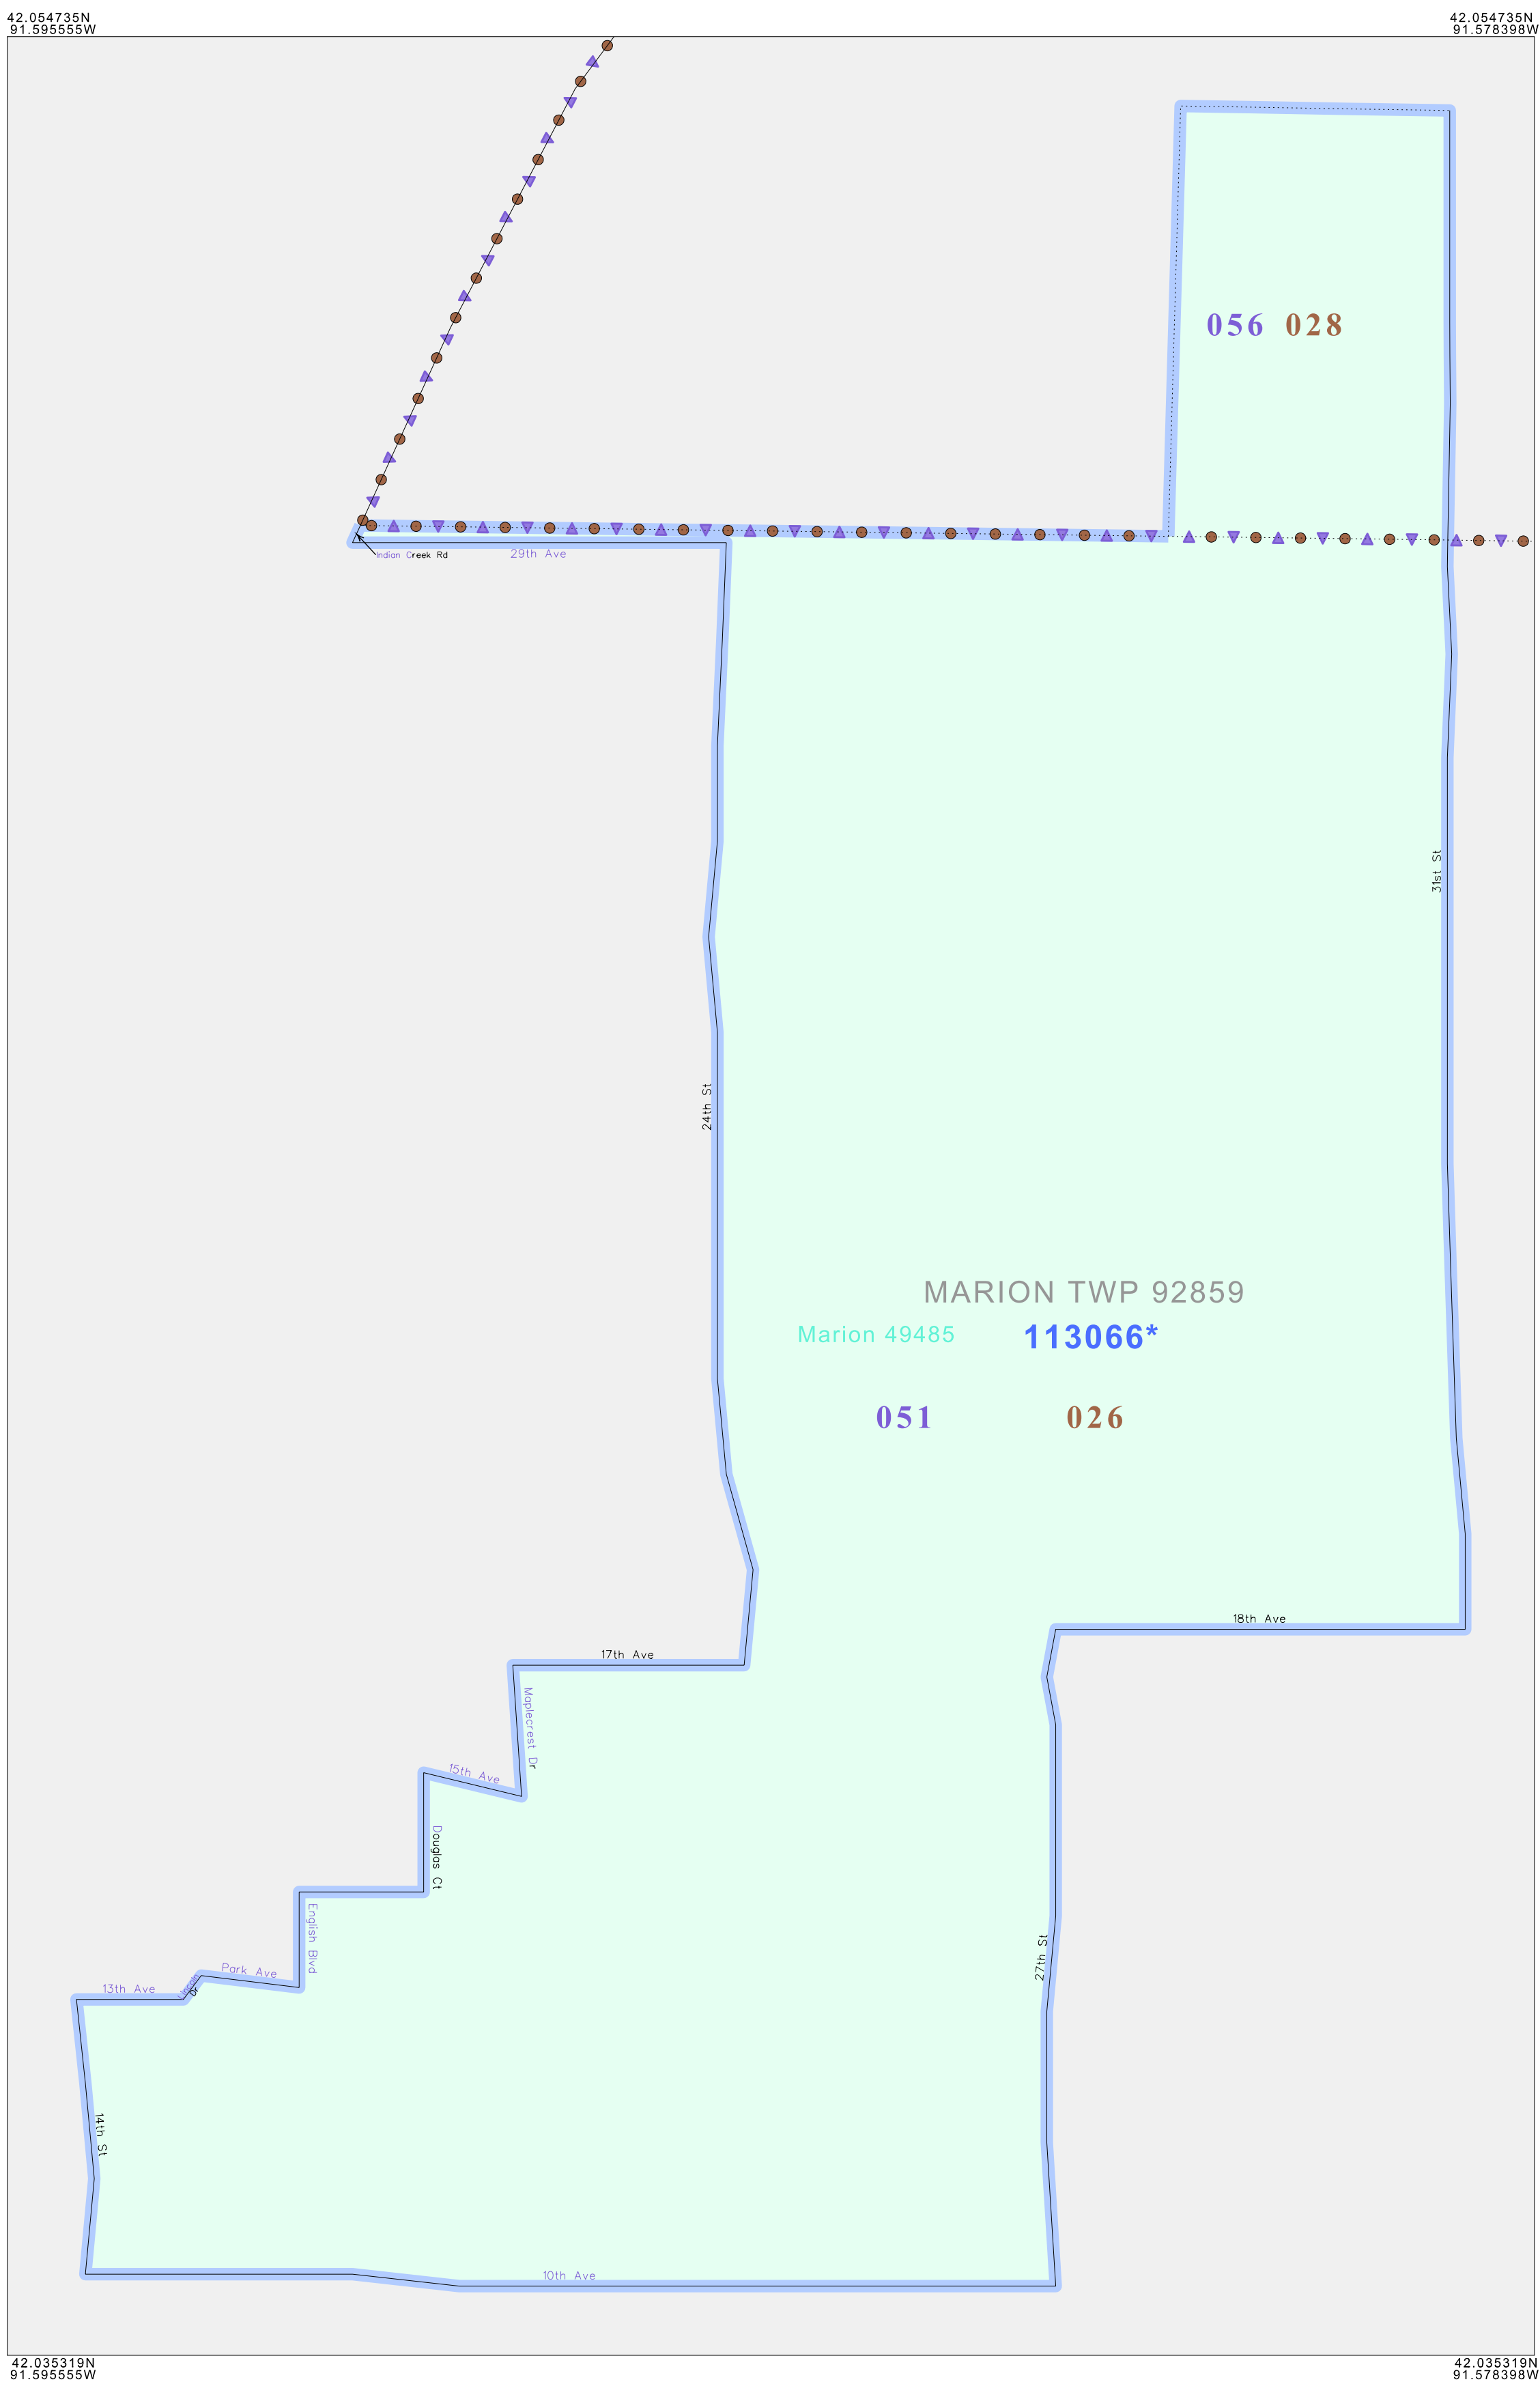 42.054735N
91.595555W
42.054735N
91.578398W
056 028
Indian Creek Rd
29th Ave
31st St
24th St
MARION TWP 92859
Marion 49485
113066*
051
026
18th Ave
17th Ave
Maplecrest Dr
15th Ave
Douglas Ct
English Blvd
27th St
Park Ave
13th Ave
Dr
14th St
10th Ave
42.035319N
91.595555W
42.035319N
91.578398W